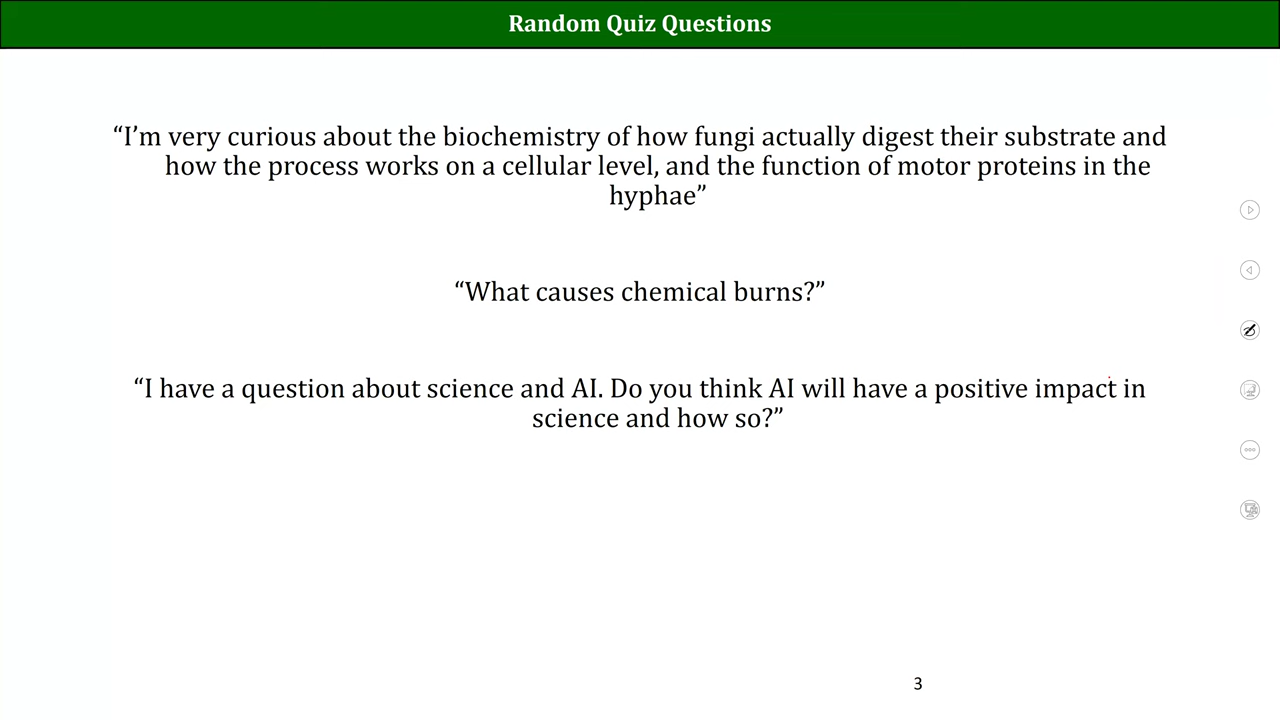 Random Quiz Questions
“I’m very curious about the biochemistry of how fungi actually digest their substrate and
how the process works on a cellular level, and the function of motor proteins in the
hyphae”
“What causes chemical burns?”
“I have a question about science and AI. Do you think AI will have a positive impact in
science and how so?”
3